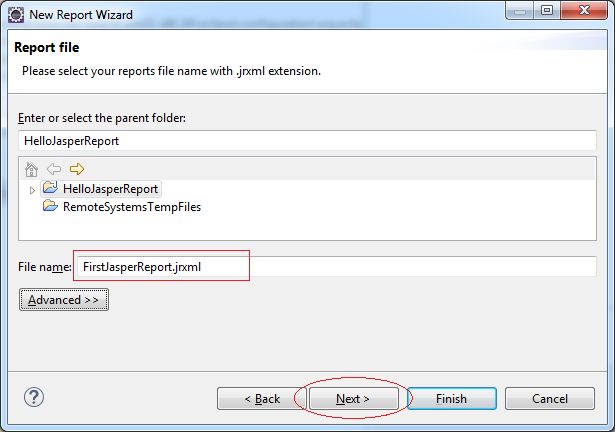 New Report Wizard
Report file
Please select your reports file name with .jrxml extension.
Enter or select the parent folder:
HelloJasperReport
HelloJasperReport
RemoteSystemsTempFiles
File name: FirstJasperReport.jrxml
Advanced >>
? < Back Next > Finish Cancel